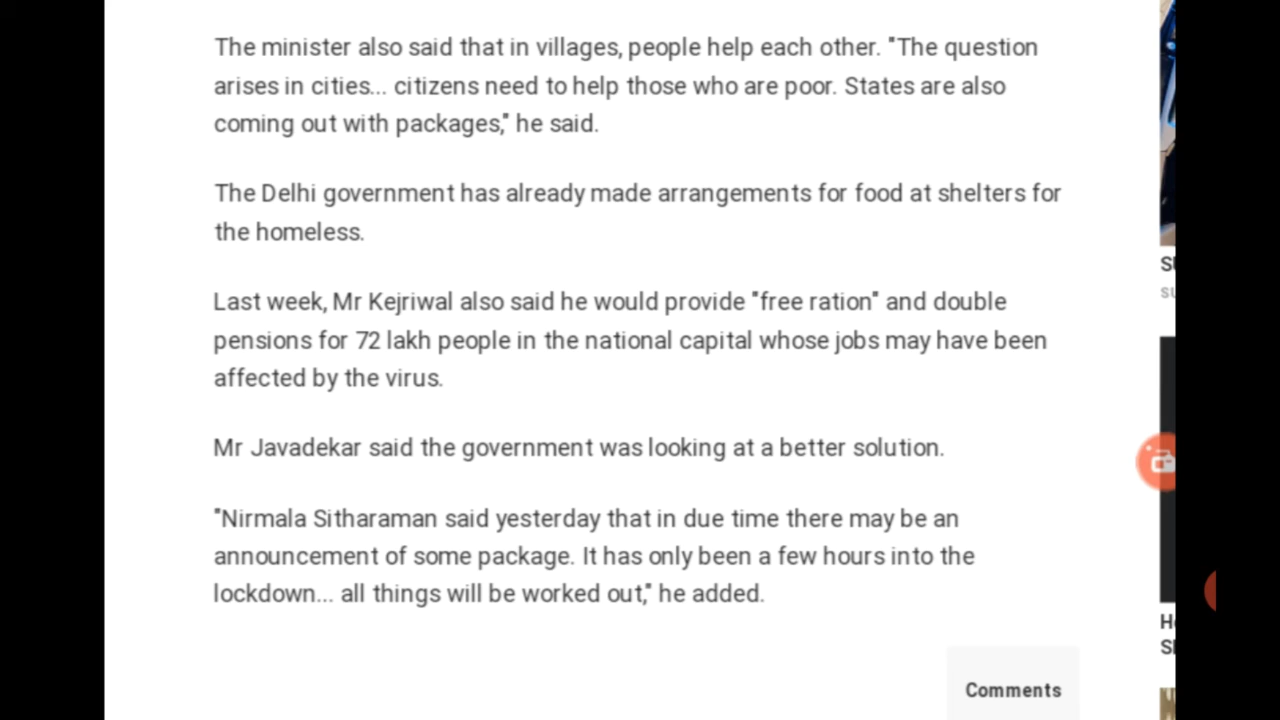 The minister also said that in villages, people help each other. "The question
arises in cities... citizens need to help those who are poor. States are also
coming out with packages," he said.
The Delhi government has already made arrangements for food at shelters for
the homeless.
Last week, Mr Kejriwal also said he would provide "free ration" and double
pensions for 72 lakh people in the national capital whose jobs may have been
affected by the virus.
Mr Javadekar said the government was looking at a better solution.
"Nirmala Sitharaman said yesterday that in due time there may be an
announcement of some package. It has only been a few hours into the
lockdown... all things will be worked out," he added.
Comments